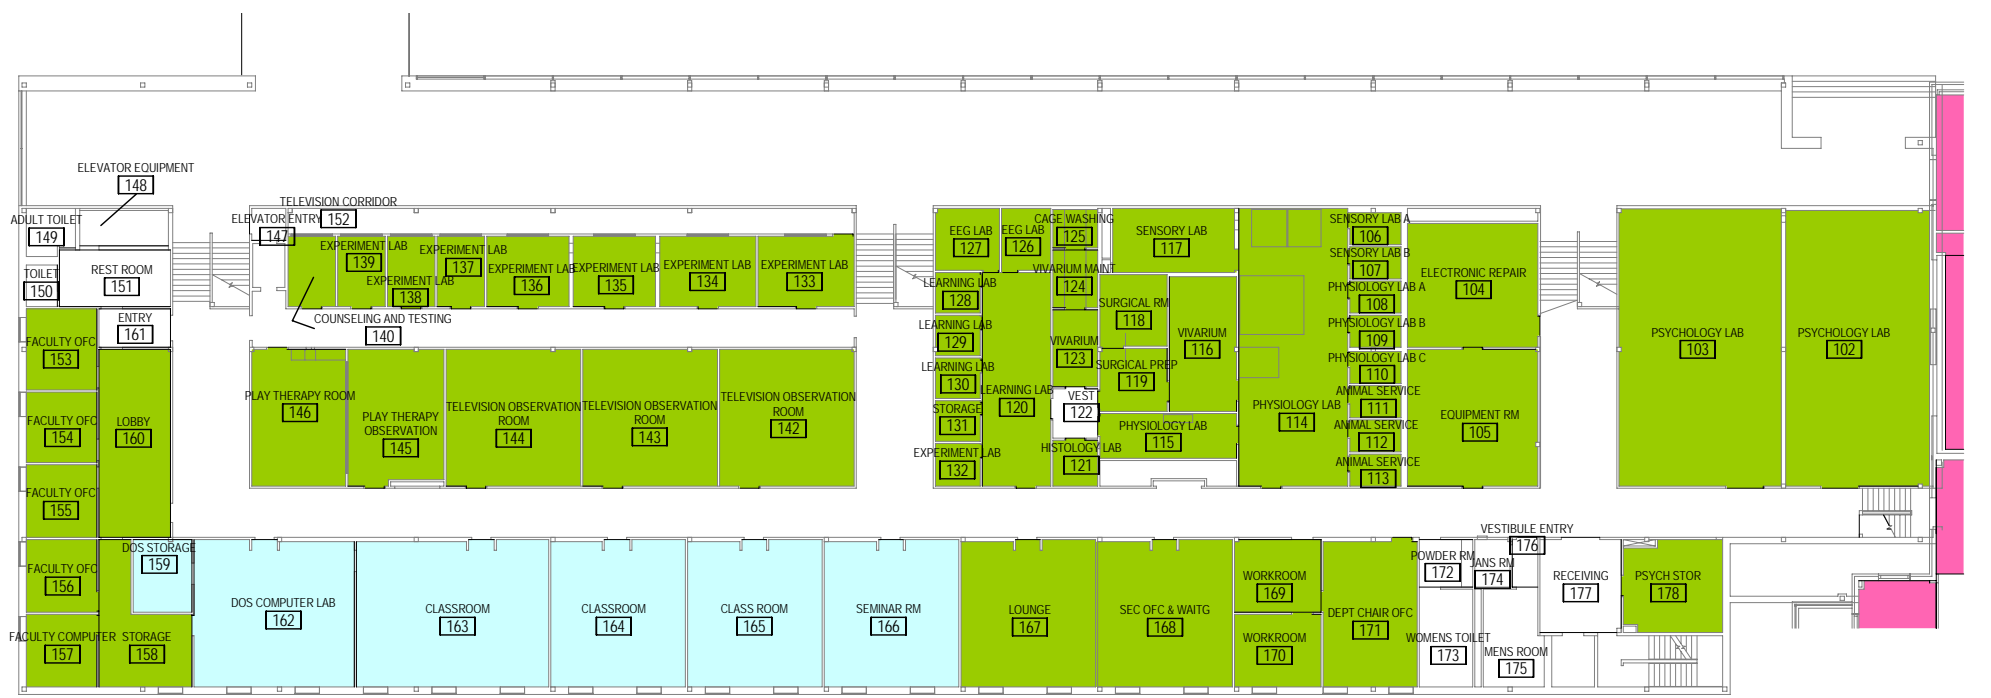 ELEVATOR EQUIPMENT
148
ADULT TOILET
149
TOILET
150
REST ROOM
151
ENTRY
161
ELEVATOR ENTRY
147
TELEVISION CORRIDOR
152
EXPERIMENT LAB
139
EXPERIMENT LAB
138
EXPERIMENT LAB
137
EXPERIMENT LAB
136
EXPERIMENT LAB
135
EXPERIMENT LAB
134
EXPERIMENT LAB
133
COUNSELING AND TESTING
140
EEG LAB
127
EEG LAB
126
CAGE WASHING
125
VIVARIUM MAINT
124
SENSORY LAB
117
LEARNING LAB
128
LEARNING LAB
129
LEARNING LAB
130
STORAGE
131
EXPERIMENT LAB
132
LEARNING LAB
120
VIVARIUM
123
VEST
122
HISTOLOGY LAB
121
SURGICAL RM
118
SURGICAL PREP
119
VIVARIUM
116
PHYSIOLOGY LAB
115
PHYSIOLOGY LAB
114
SENSORY LAB A
106
SENSORY LAB B
107
PHYSIOLOGY LAB A
108
PHYSIOLOGY LAB B
109
PHYSIOLOGY LAB C
110
ANIMAL SERVICE
111
ANIMAL SERVICE
112
ANIMAL SERVICE
113
ELECTRONIC REPAIR
104
EQUIPMENT RM
105
PSYCHOLOGY LAB
103
PSYCHOLOGY LAB
102
FACULTY OFC
153
FACULTY OFC
154
FACULTY OFC
155
FACULTY OFC
156
FACULTY COMPUTER
157
LOBBY
160
PLAY THERAPY ROOM
146
PLAY THERAPY
OBSERVATION
145
TELEVISION OBSERVATION
ROOM
144
TELEVISION OBSERVATION
ROOM
143
TELEVISION OBSERVATION
ROOM
142
DOS STORAGE
159
STORAGE
158
DOS COMPUTER LAB
162
CLASSROOM
163
CLASSROOM
164
CLASS ROOM
165
SEMINAR RM
166
LOUNGE
167
SEC OFC & WAITG
168
WORKROOM
169
WORKROOM
170
DEPT CHAIR OFC
171
POWDER RM
172
WOMENS TOILET
173
JANS RM
174
MENS ROOM
175
VESTIBULE ENTRY
176
RECEIVING
177
PSYCH STOR
178